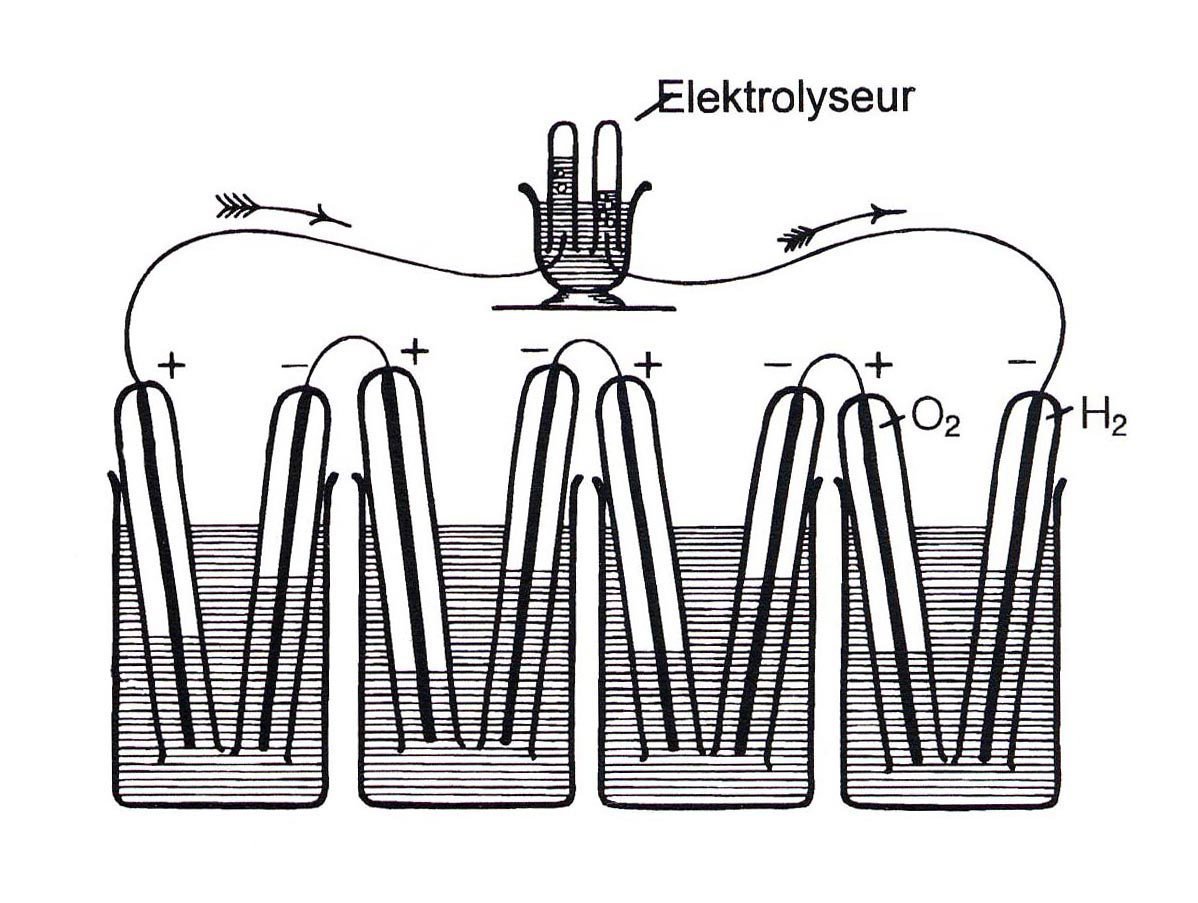 Elektrolyseur
+ − + − + − + −
O₂ H₂